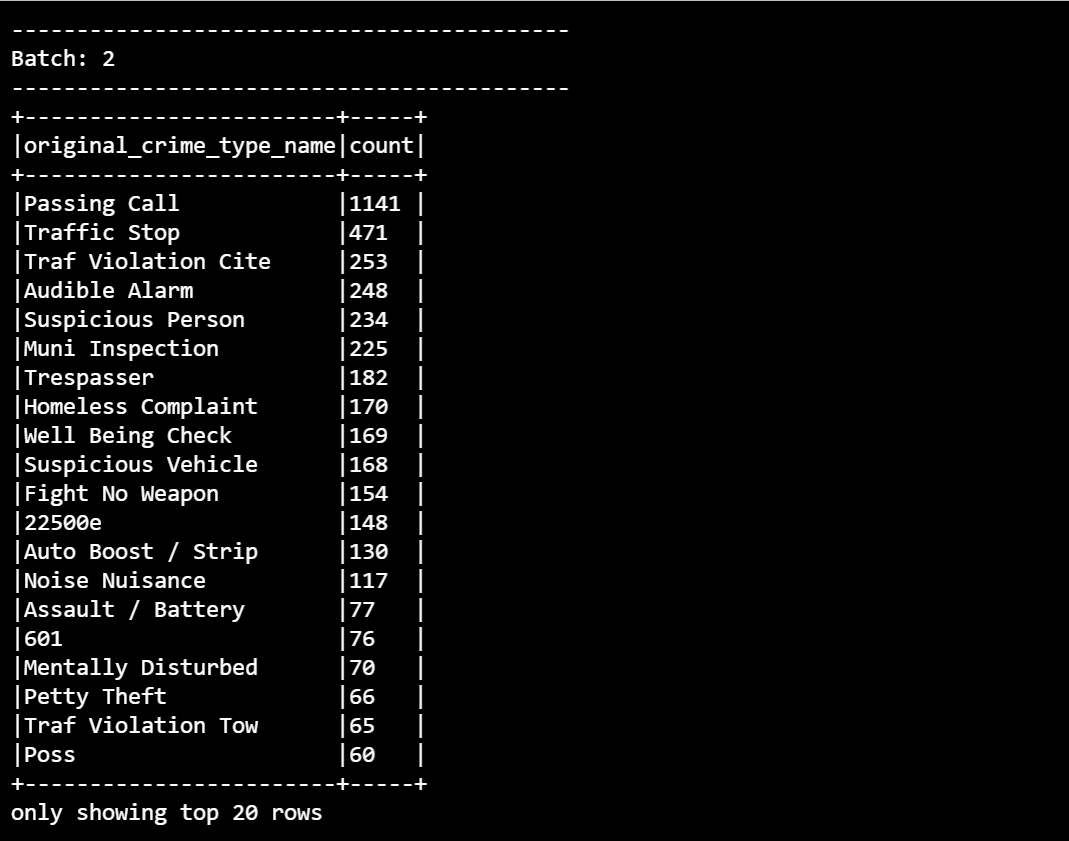 -------------------------------------------
Batch: 2
-------------------------------------------
+------------------------+-----+
|original_crime_type_name|count|
+------------------------+-----+
|Passing Call            |1141 |
|Traffic Stop            |471  |
|Traf Violation Cite     |253  |
|Audible Alarm           |248  |
|Suspicious Person       |234  |
|Muni Inspection         |225  |
|Trespasser              |182  |
|Homeless Complaint      |170  |
|Well Being Check        |169  |
|Suspicious Vehicle      |168  |
|Fight No Weapon         |154  |
|22500e                  |148  |
|Auto Boost / Strip      |130  |
|Noise Nuisance          |117  |
|Assault / Battery       |77   |
|601                     |76   |
|Mentally Disturbed      |70   |
|Petty Theft             |66   |
|Traf Violation Tow      |65   |
|Poss                    |60   |
+------------------------+-----+
only showing top 20 rows